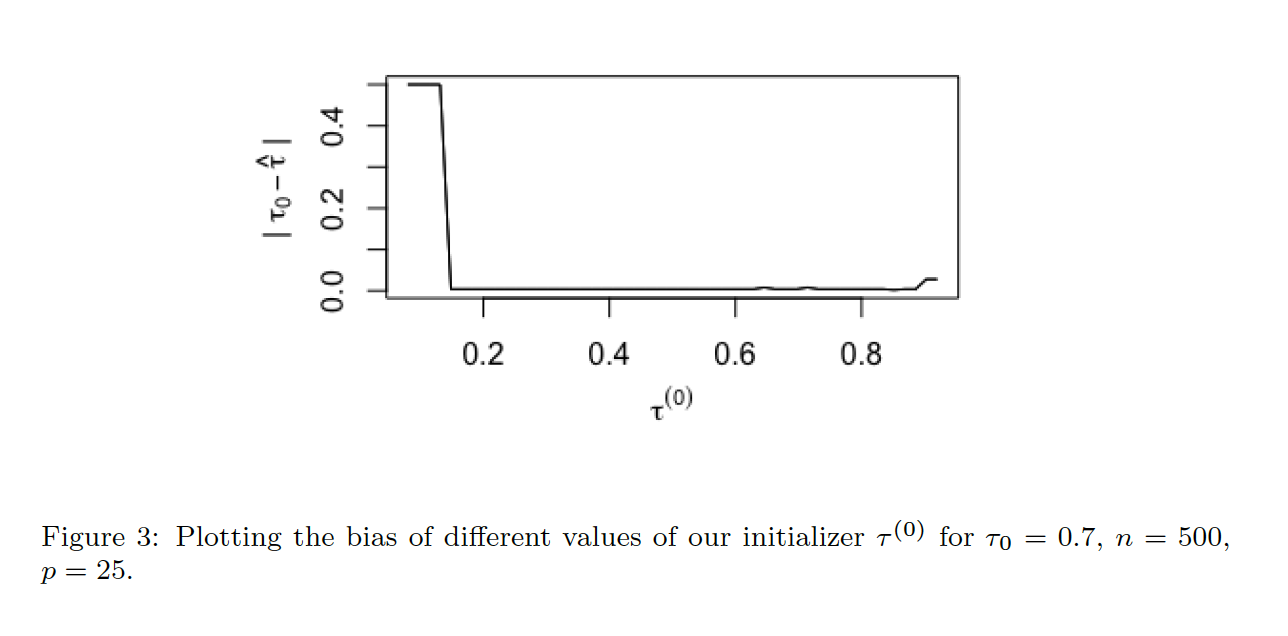 | τ₀ − τ̂ |
0.4
0.2
0.0
0.2 0.4 0.6 0.8
τ⁽⁰⁾
Figure 3: Plotting the bias of different values of our initializer τ⁽⁰⁾ for τ₀ = 0.7, n = 500,
p = 25.